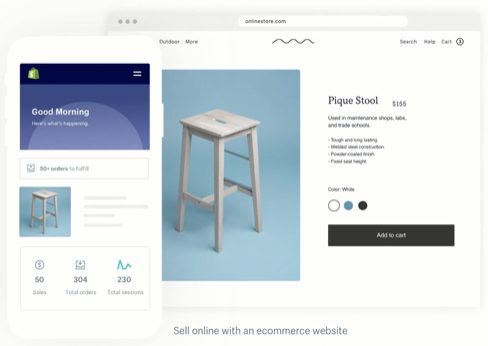 onlinestore.com
Outdoor More
Search Help Cart 3
Good Morning
Here's what's happening.
50+ orders to fulfill
50 304 230
Sales Total orders Total sessions
Pique Stool $155
Used in maintenance shops, labs,
and trade schools.
- Tough and long lasting.
- Welded steel construction.
- Powder-coated finish.
- Fixed seat height.
Color: White
Add to cart
Sell online with an ecommerce website